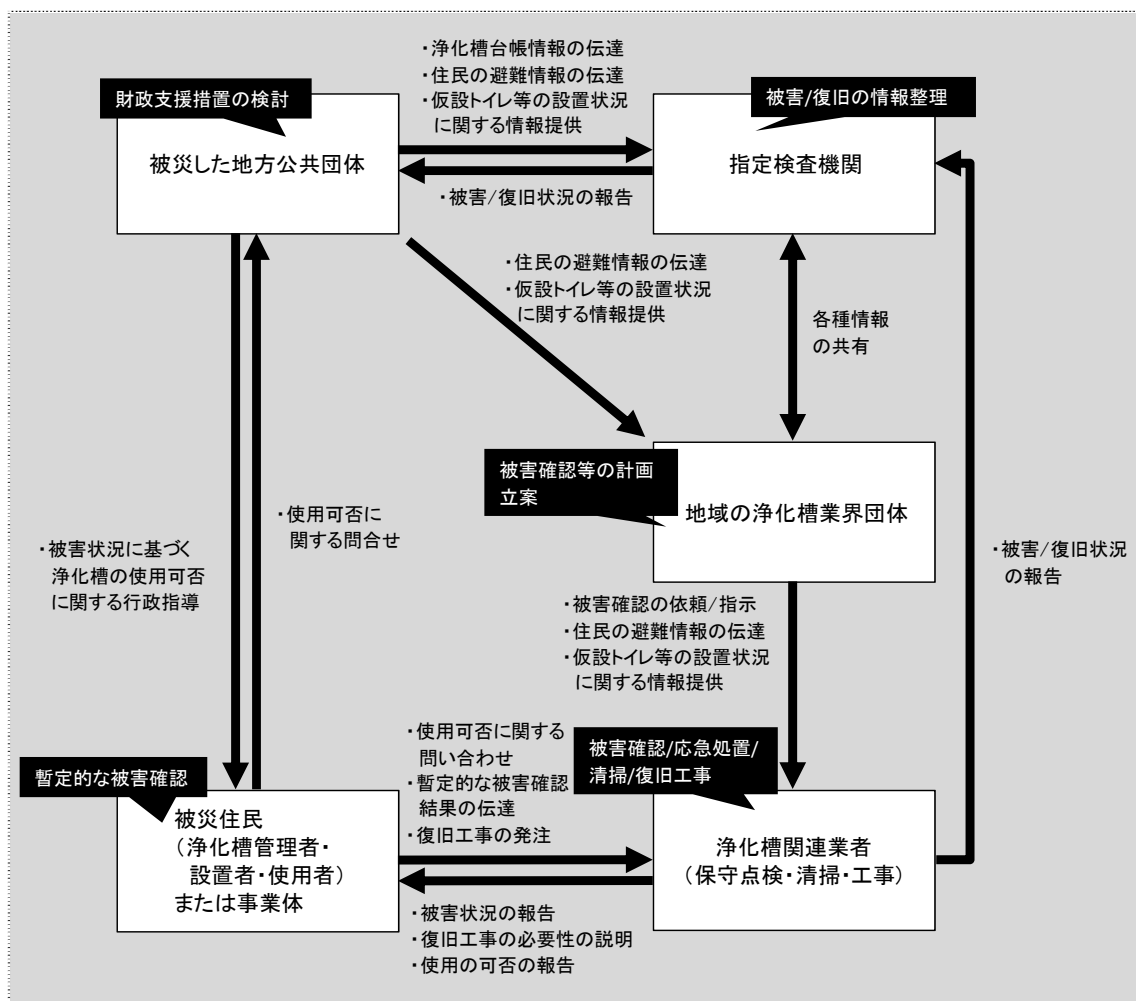 ・浄化槽台帳情報の伝達
・住民の避難情報の伝達
・仮設トイレ等の設置状況
に関する情報提供
財政支援措置の検討
被災した地方公共団体
被害/復旧の情報整理
指定検査機関
・被害/復旧状況の報告
・住民の避難情報の伝達
・仮設トイレ等の設置状況
に関する情報提供
各種情報
の共有
被害確認等の計画
立案
地域の浄化槽業界団体
・使用可否に
関する問合せ
・被害状況に基づく
浄化槽の使用可否
に関する行政指導
・被害/復旧状況
の報告
・被害確認の依頼/指示
・住民の避難情報の伝達
・仮設トイレ等の設置状況
に関する情報提供
・使用可否に関する
問い合わせ
・暫定的な被害確認
結果の伝達
・復旧工事の発注
被害確認/応急処置/
清掃/復旧工事
暫定的な被害確認
被災住民
（浄化槽管理者・
設置者・使用者）
または事業体
浄化槽関連業者
（保守点検・清掃・工事）
・被害状況の報告
・復旧工事の必要性の説明
・使用の可否の報告